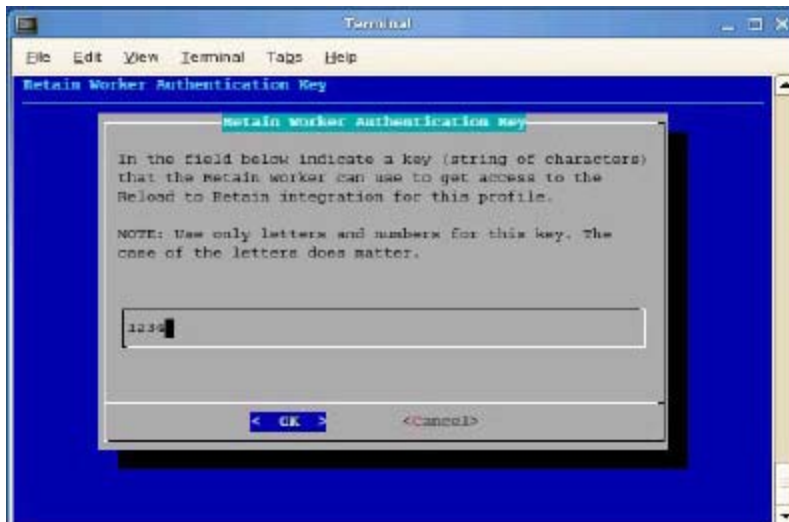 Terminal
File Edit View Terminal Tabs Help
Retain Worker Authentication Key
Retain Worker Authentication Key
In the field below indicate a key (string of characters)
that the Retain worker can use to get access to the
Reload to Retain integration for this profile.
NOTE: Use only letters and numbers for this key. The
case of the letters does matter.
1234
< OK > <Cancel>